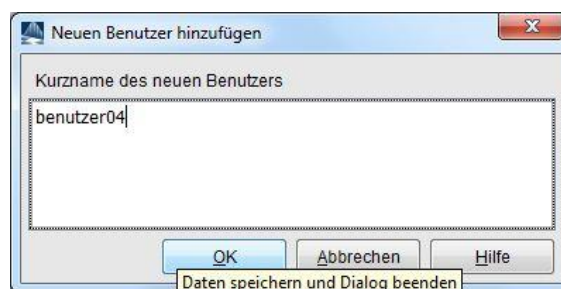 Neuen Benutzer hinzufügen
Kurzname des neuen Benutzers
benutzer04
OK Abbrechen Hilfe
Daten speichern und Dialog beenden